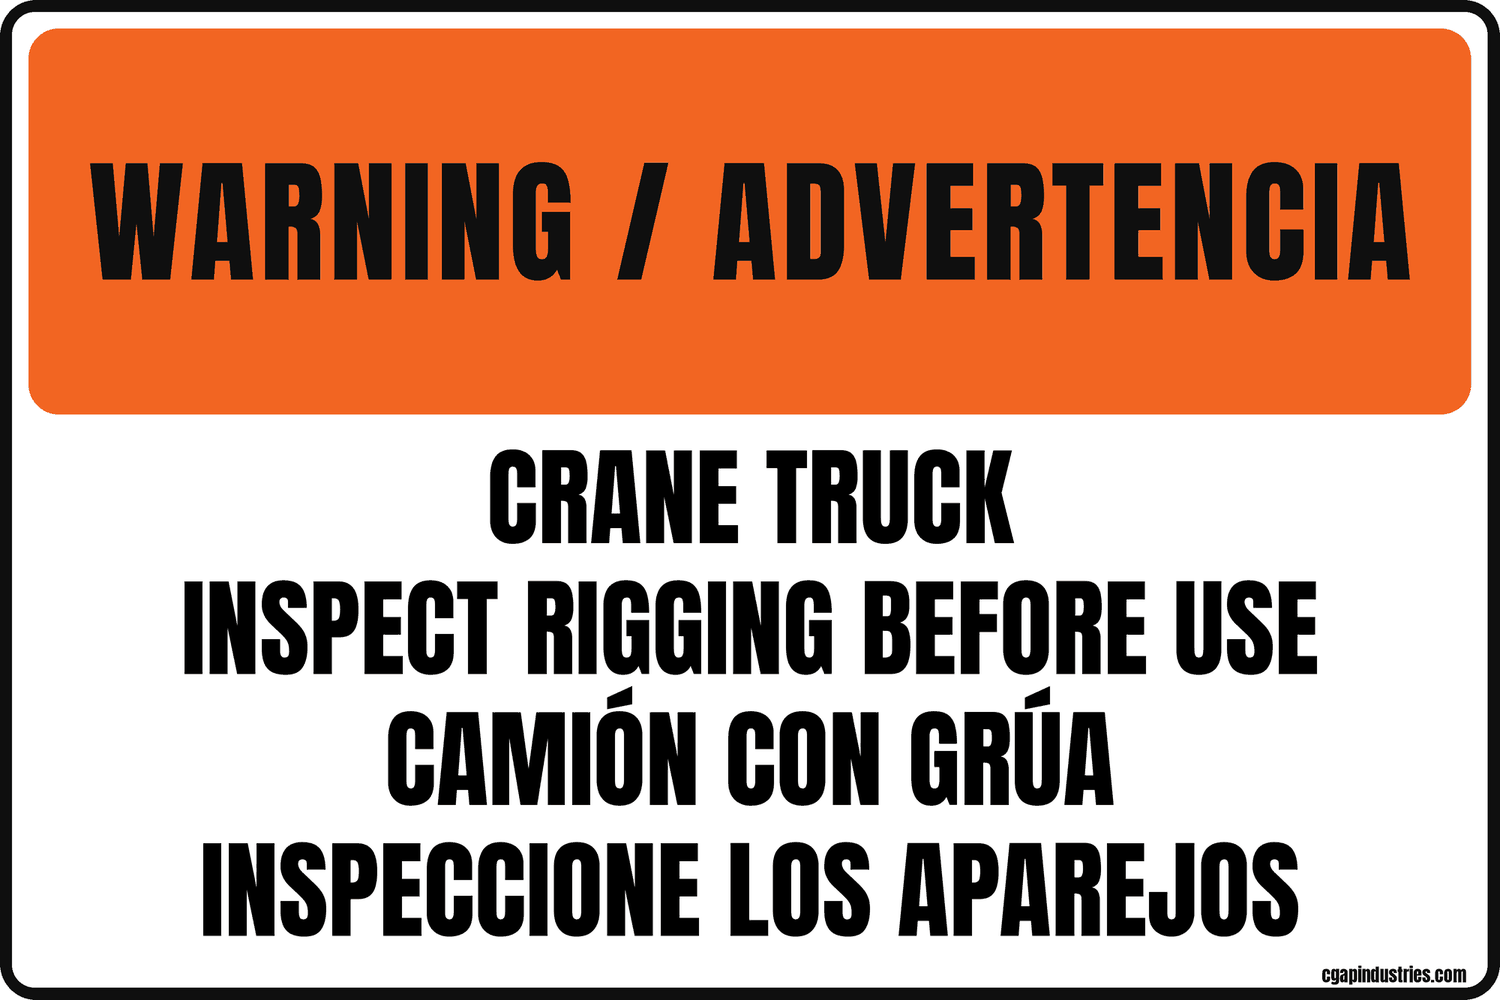 WARNING / ADVERTENCIA
CRANE TRUCK
INSPECT RIGGING BEFORE USE
CAMIÓN CON GRÚA
INSPECCIONE LOS APAREJOS
cgapindustries.com